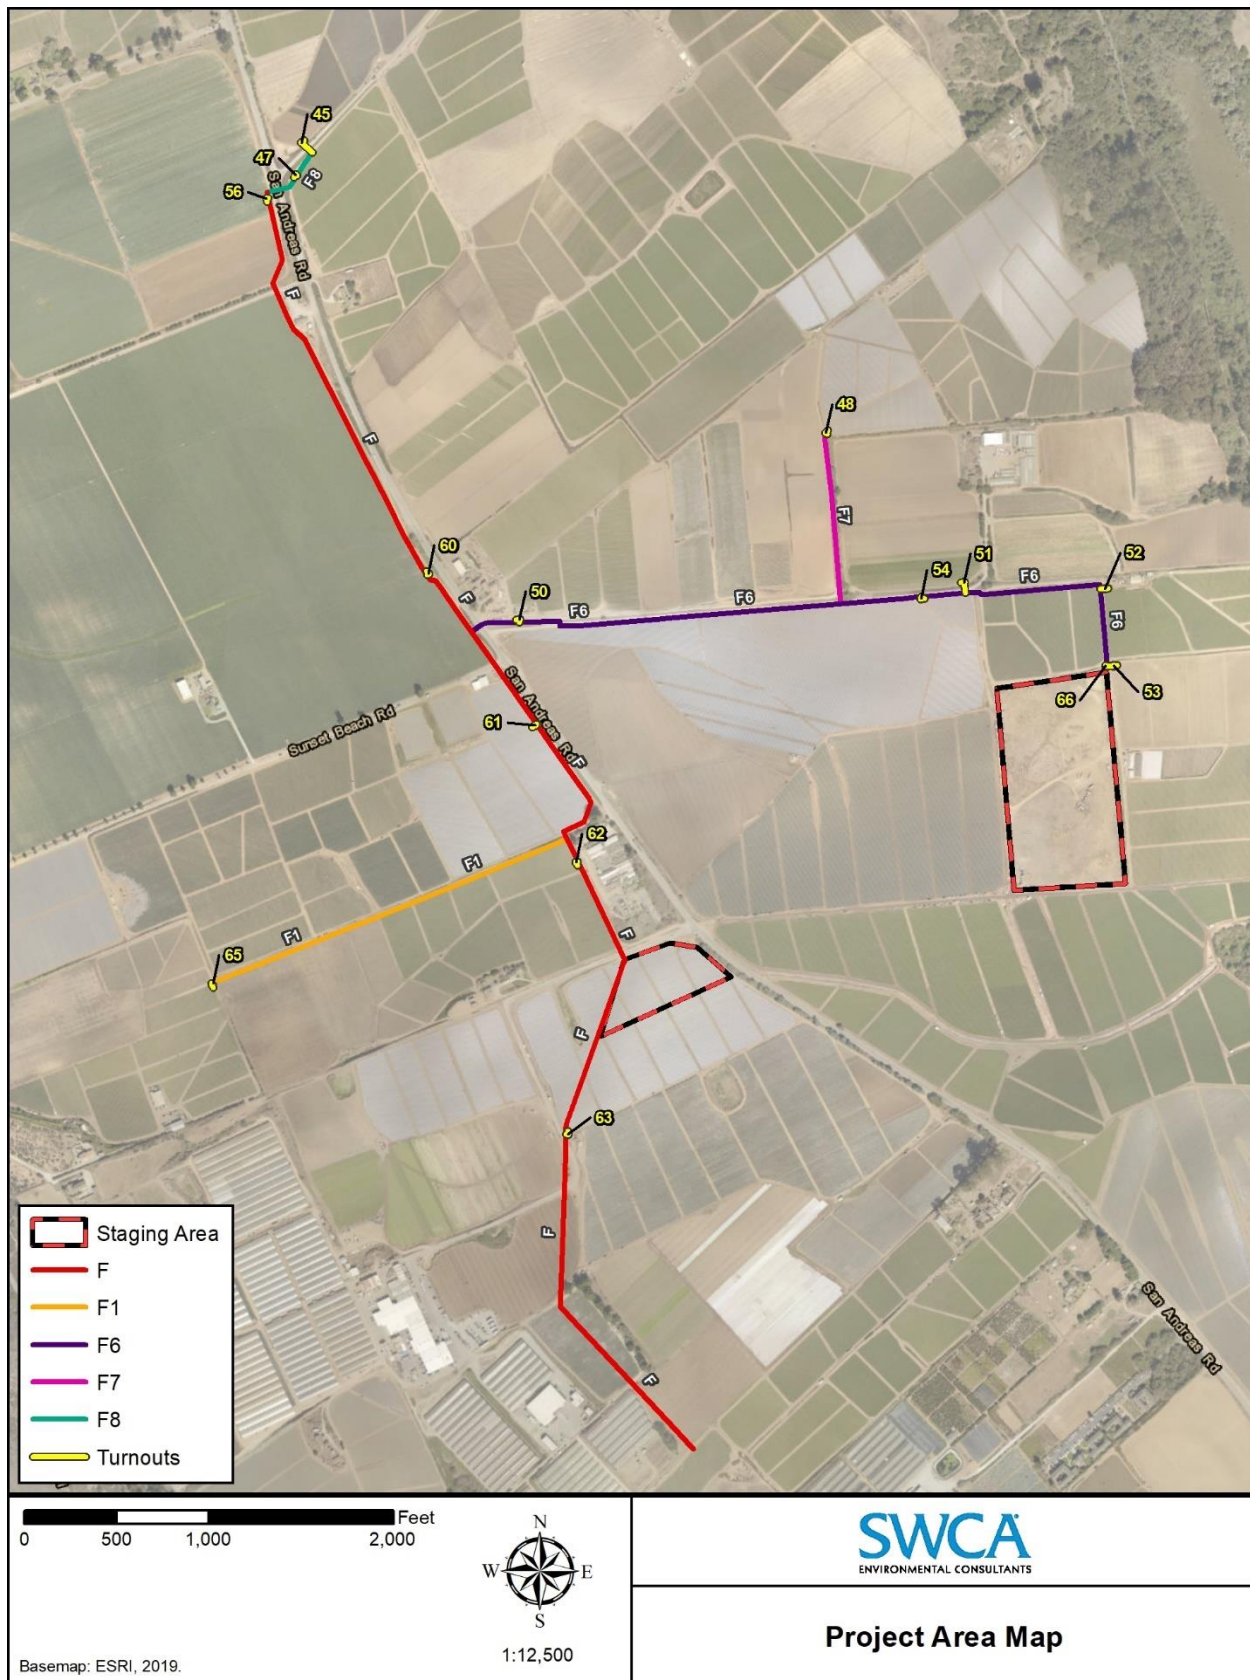 45
47
F8
56
San Andreas Rd
F
F
48
F7
60
F
50
F6
F6
54
51
F6
52
F6
66
53
San Andreas Rd
F
61
Sunset Beach Rd
62
F1
F1
F
65
F
63
F
F
San Andreas Rd
Staging Area
F
F1
F6
F7
F8
Turnouts
0 500 1,000 2,000 Feet
N
W E
S
1:12,500
Basemap: ESRI, 2019.
SWCA
ENVIRONMENTAL CONSULTANTS
Project Area Map